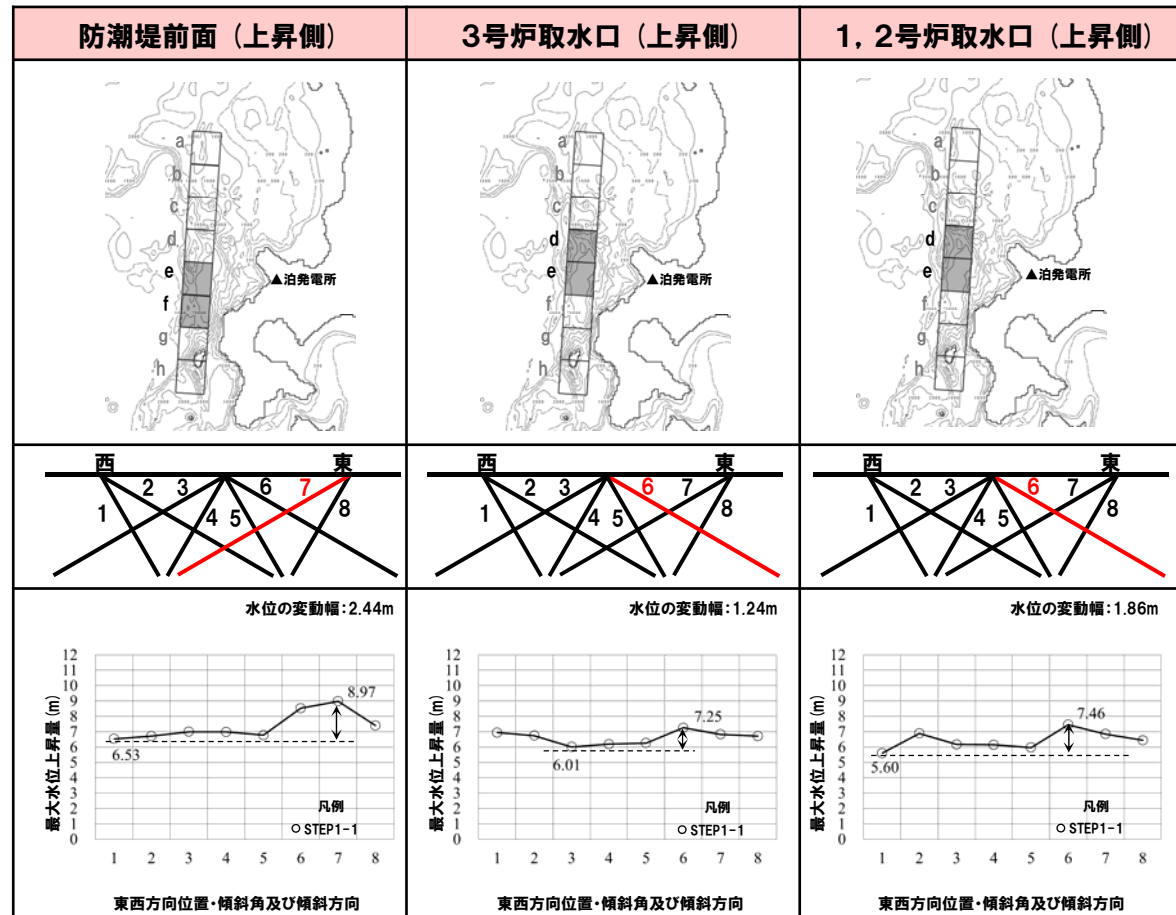 防潮堤前面（上昇側）
3号炉取水口（上昇側）
1，2号炉取水口（上昇側）
a
b
c
d
e
f
g
h
▲泊発電所
a
b
c
d
e
f
g
h
▲泊発電所
a
b
c
d
e
f
g
h
▲泊発電所
西 東
1 2 3 4 5 6 7 8
西 東
1 2 3 4 5 6 7 8
西 東
1 2 3 4 5 6 7 8
水位の変動幅：2.44m
最大水位上昇量(m)
12
11
10
9
8
7
6
5
4
3
2
1
0
8.97
6.53
凡例
○ STEP1-1
1 2 3 4 5 6 7 8
東西方向位置・傾斜角及び傾斜方向
水位の変動幅：1.24m
最大水位上昇量(m)
12
11
10
9
8
7
6
5
4
3
2
1
0
7.25
6.01
凡例
○ STEP1-1
1 2 3 4 5 6 7 8
東西方向位置・傾斜角及び傾斜方向
水位の変動幅：1.86m
最大水位上昇量(m)
12
11
10
9
8
7
6
5
4
3
2
1
0
7.46
5.60
凡例
○ STEP1-1
1 2 3 4 5 6 7 8
東西方向位置・傾斜角及び傾斜方向